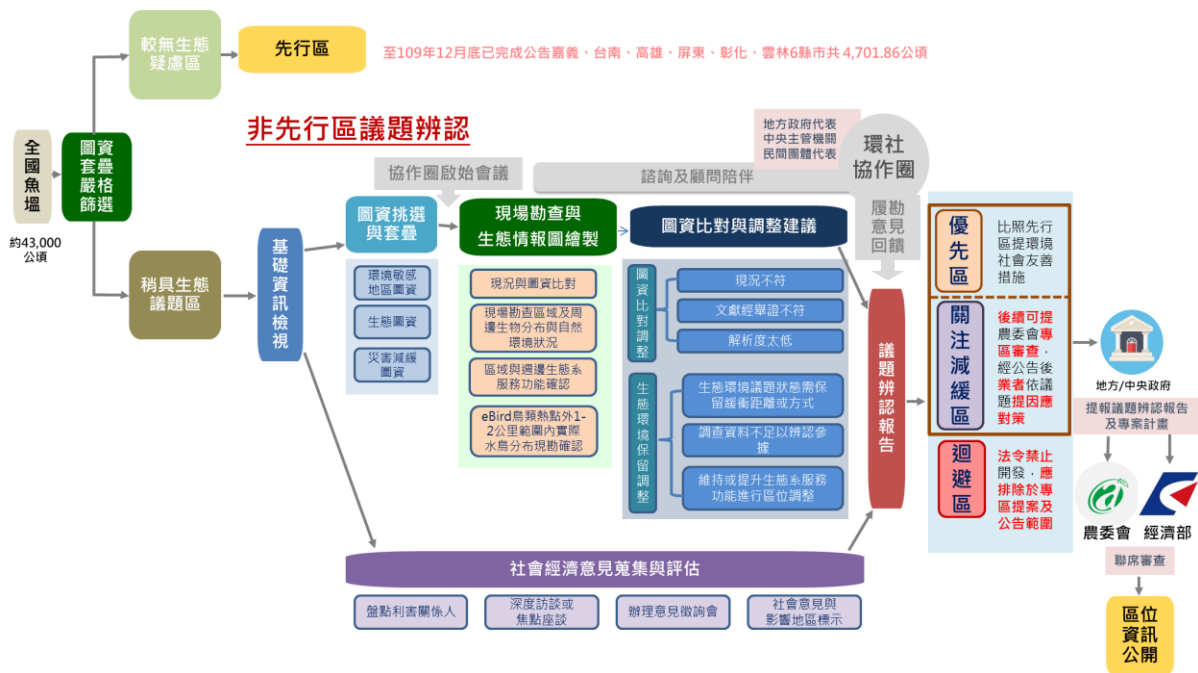 較無生態
疑慮區
先行區
至109年12月底已完成公告嘉義、台南、高雄、屏東、彰化、雲林6縣市共 4,701.86公頃
全
國
魚
塭
約43,000
公頃
圖資
套疊
嚴格
篩選
稍具生態
議題區
非先行區議題辨認
基
礎
資
訊
檢
視
協作圈啟始會議
諮詢及顧問陪伴
地方政府代表
中央主管機關
民間團體代表
環社
協作圈
履勘
意見
回饋
圖資挑選
與套疊
環境敏感
地區圖資
生態圖資
災害減緩
圖資
現場勘查與
生態情報圖繪製
現況與圖資比對
現場勘查區域及周
邊生物分布與自然
環境狀況
區域與週邊生態系
服務功能確認
eBird鳥類熱點外1-
2公里範圍內實際
水鳥分布現勘確認
圖資比對與調整建議
圖
資
比
對
調
整
現況不符
文獻經舉證不符
解析度太低
生
態
環
境
保
留
調
整
生態環境議題狀態需保
留緩衝距離或方式
調查資料不足以辨認參
據
維持或提升生態系服務
功能進行區位調整
社會經濟意見蒐集與評估
盤點利害關係人
深度訪談或
焦點座談
辦理意見徵詢會
社會意見與
影響地區標示
議
題
辨
認
報
告
優
先
區
比照先行
區提環境
社會友善
措施
關
注
減
緩
區
後續可提
農委會專
區審查，
經公告後
業者依議
題提因應
對策
迴
避
區
法令禁止
開發，應
排除於專
區提案及
公告範圍
地方/中央政府
提報議題辨認報告
及專案計畫
農委會
經濟部
聯席審查
區位
資訊
公開